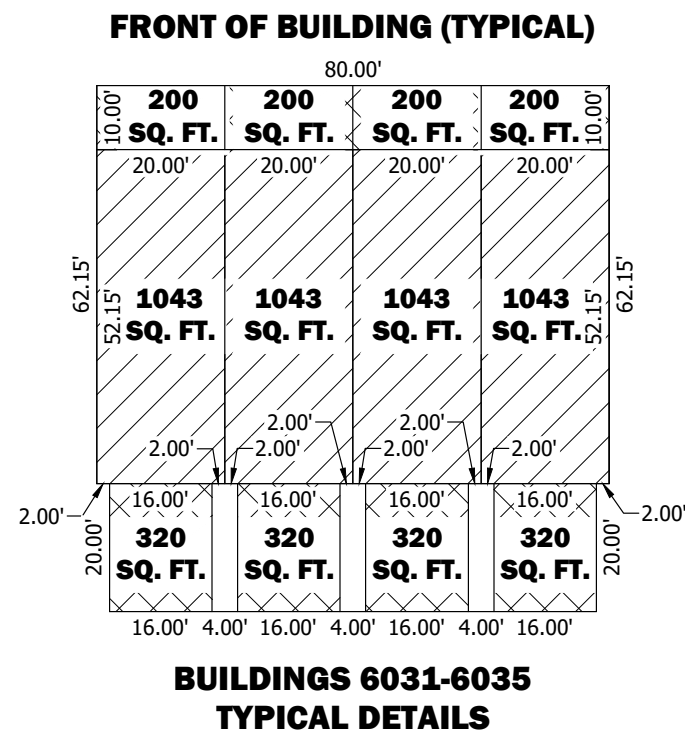 FRONT OF BUILDING (TYPICAL)
80.00'
10.00' 200 200 200 200 10.00'
SQ. FT. SQ. FT. SQ. FT. SQ. FT.
20.00' 20.00' 20.00' 20.00'
62.15' 52.15' 1043 1043 1043 1043 52.15' 62.15'
SQ. FT. SQ. FT. SQ. FT. SQ. FT.
2.00' 2.00'
2.00' 2.00' 2.00' 2.00'
2.00' 16.00' 16.00' 16.00' 16.00' 2.00'
20.00' 320 320 320 320 20.00'
SQ. FT. SQ. FT. SQ. FT. SQ. FT.
16.00' 4.00' 16.00' 4.00' 16.00' 4.00' 16.00'
BUILDINGS 6031-6035
TYPICAL DETAILS